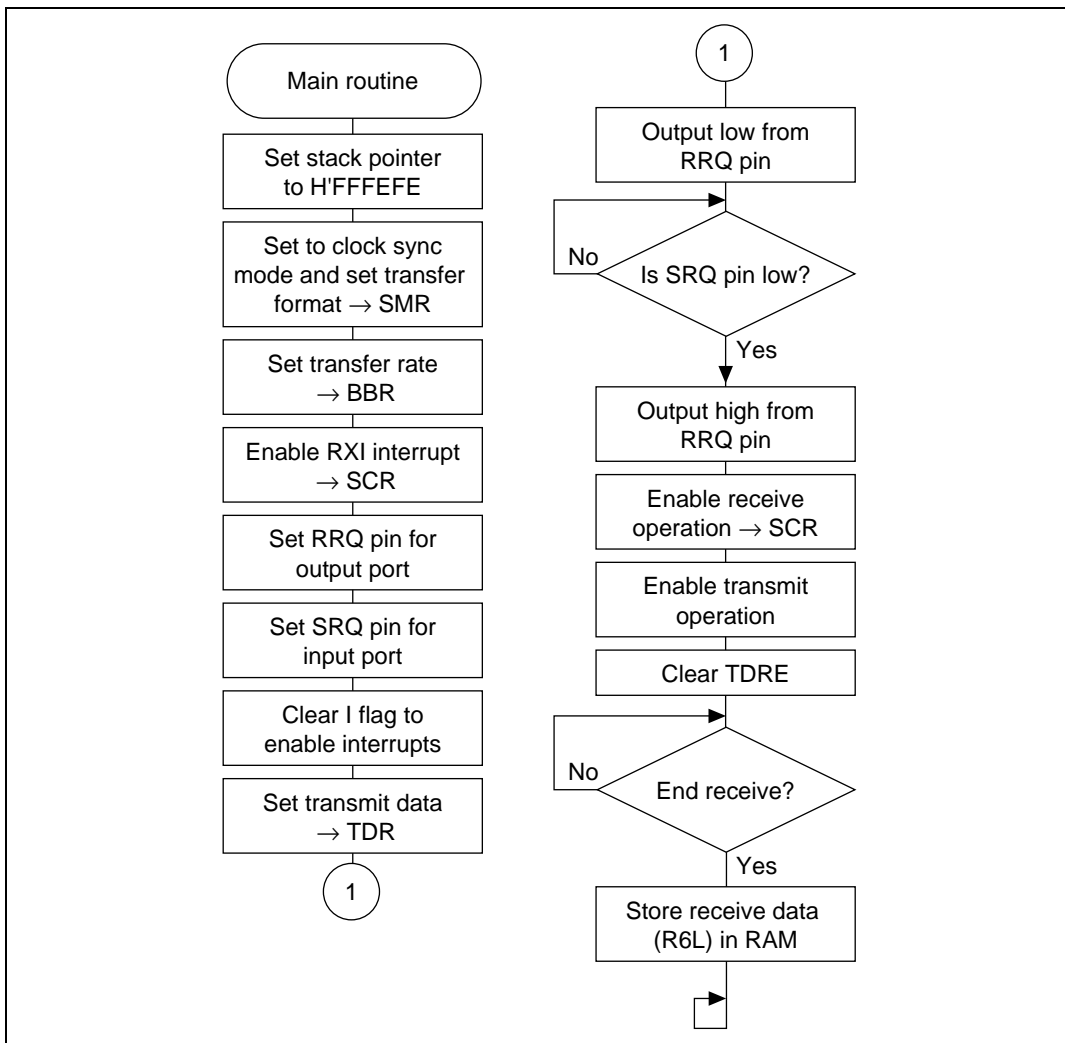 Main routine
Set stack pointer
to H'FFFEFE
Set to clock sync
mode and set transfer
format → SMR
Set transfer rate
→ BBR
Enable RXI interrupt
→ SCR
Set RRQ pin for
output port
Set SRQ pin for
input port
Clear I flag to
enable interrupts
Set transmit data
→ TDR
1
1
Output low from
RRQ pin
No
Is SRQ pin low?
Yes
Output high from
RRQ pin
Enable receive
operation → SCR
Enable transmit
operation
Clear TDRE
No
End receive?
Yes
Store receive data
(R6L) in RAM